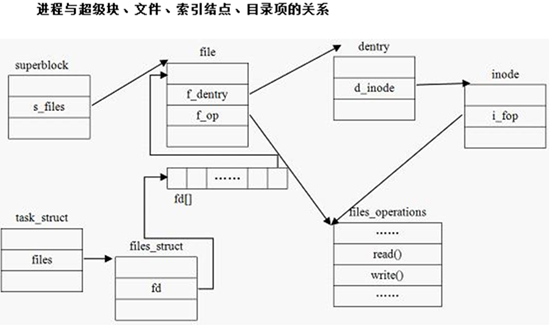 进程与超级块、文件、索引结点、目录项的关系
superblock
s_files
file
f_dentry
f_op
dentry
d_inode
inode
i_fop
……
fd[]
task_struct
files
files_struct
fd
files_operations
……
read()
write()
……